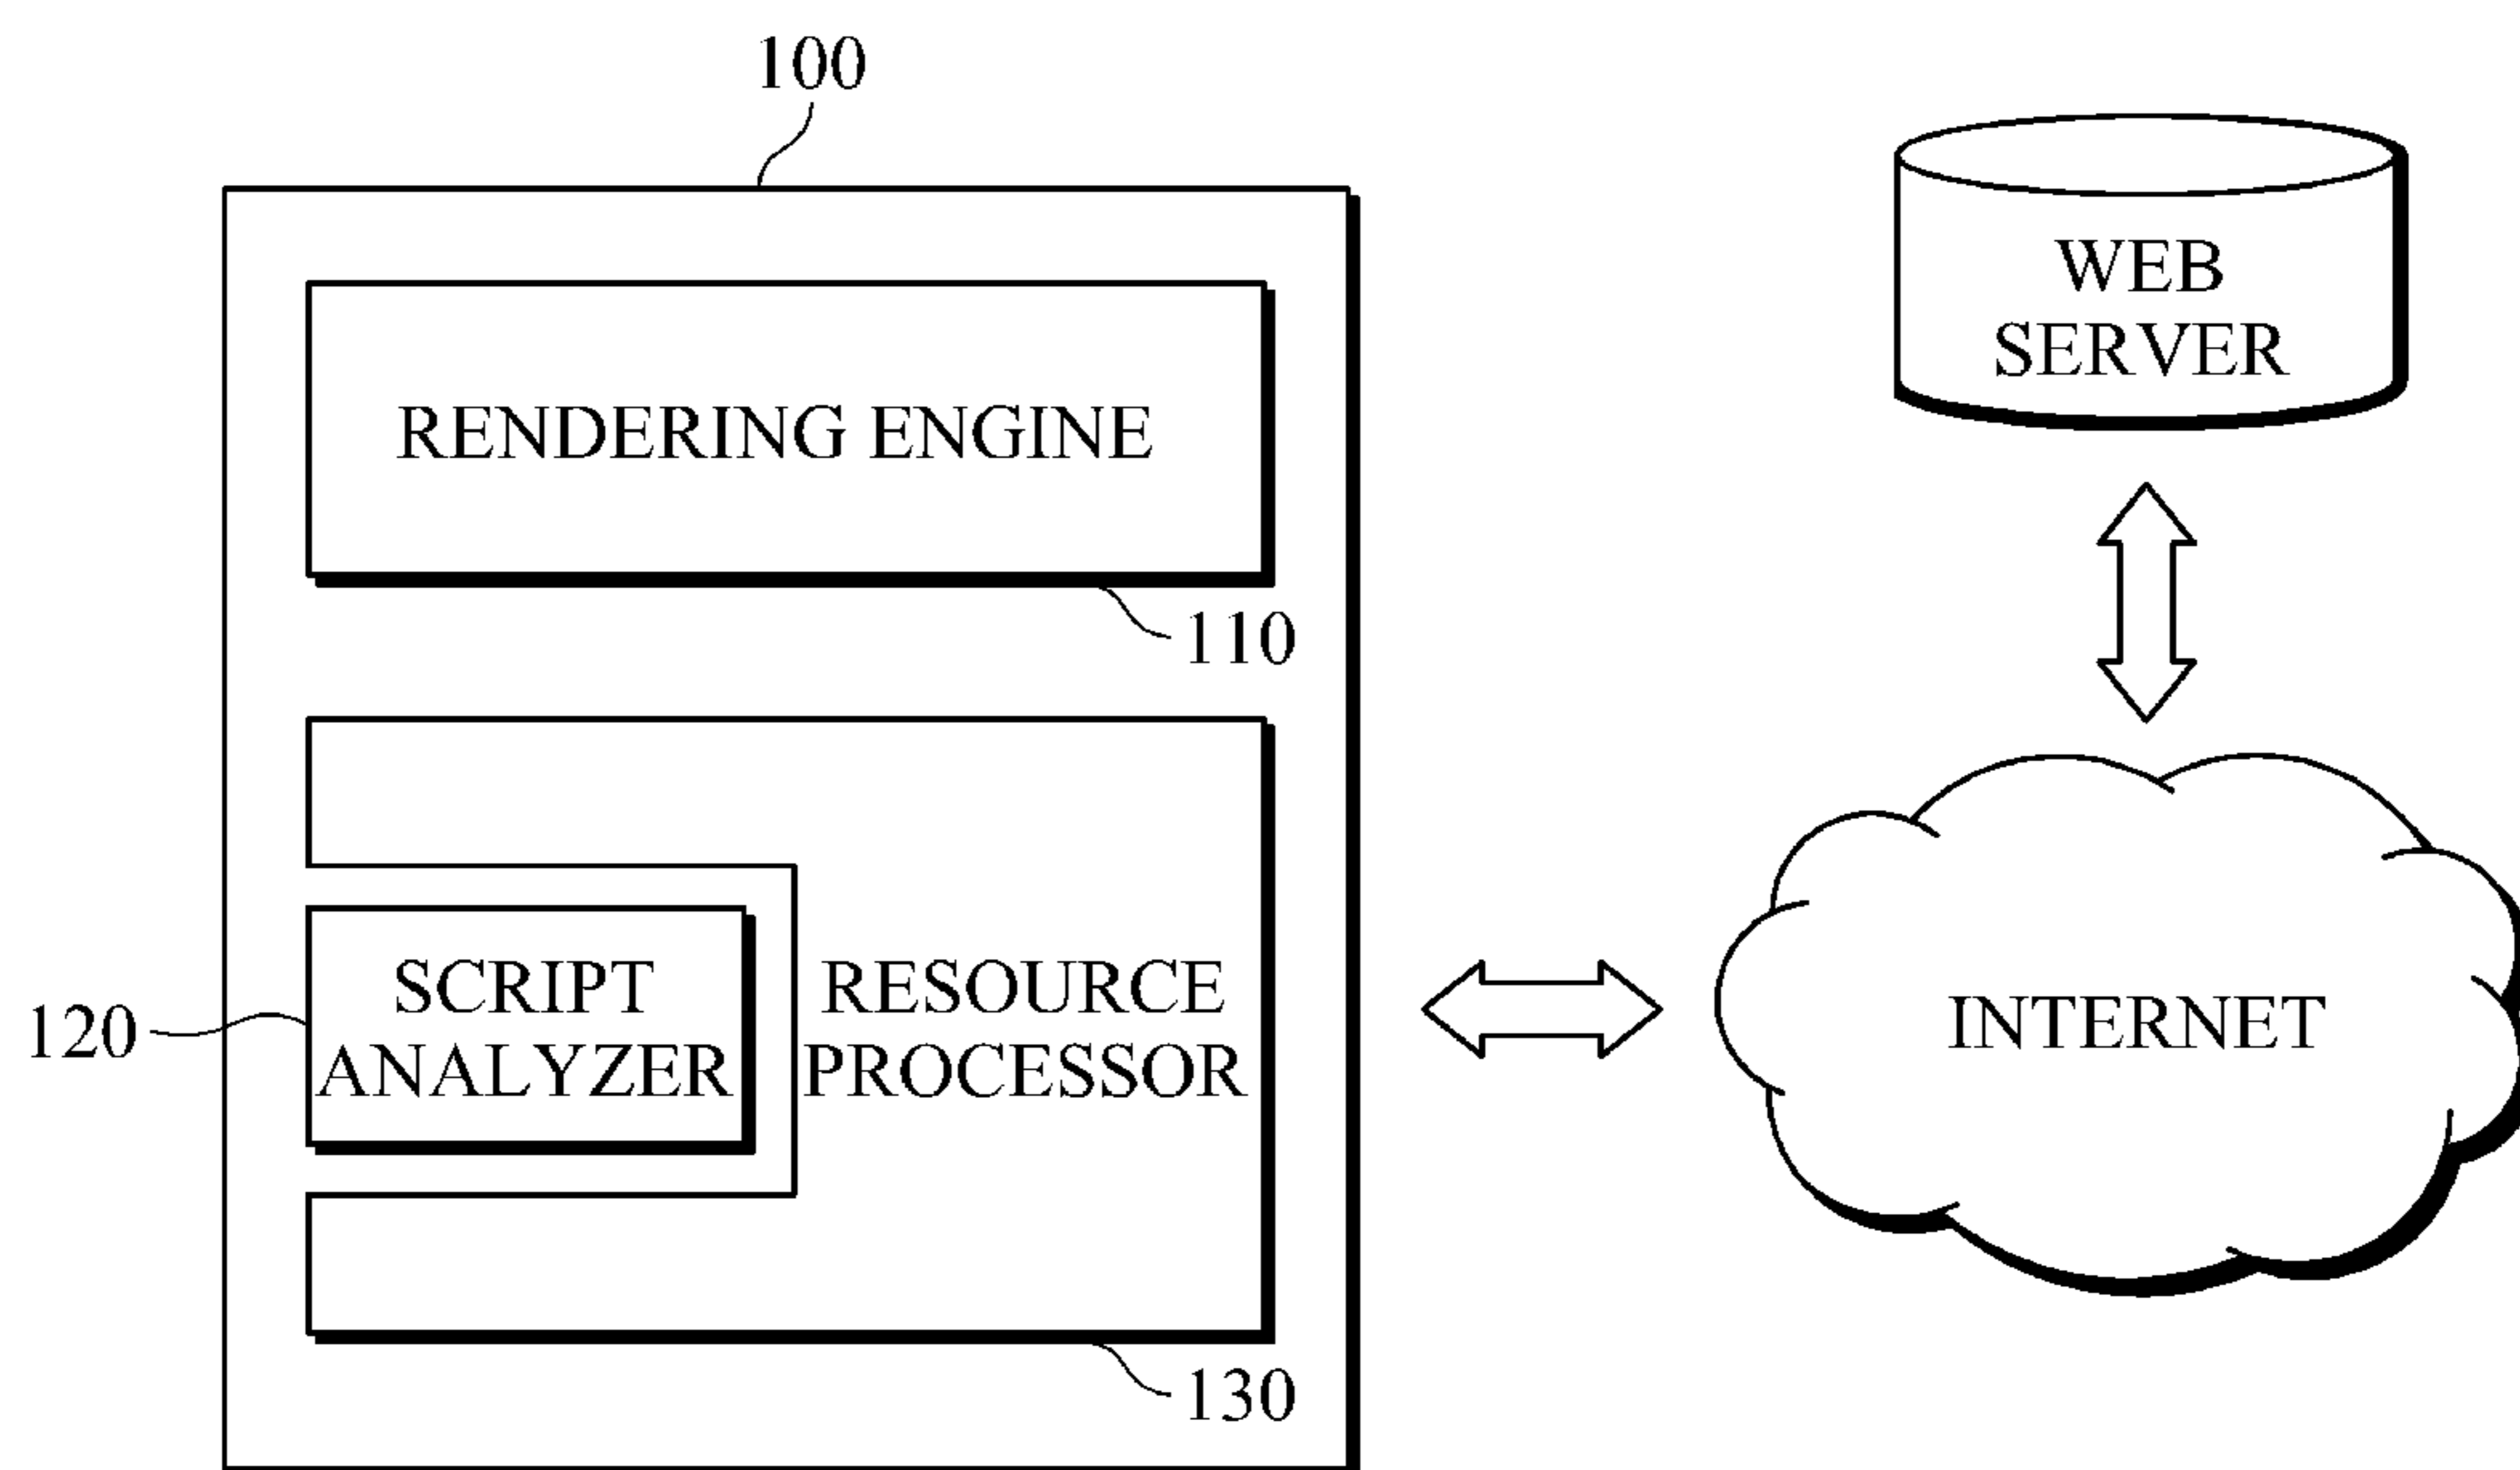 100
WEB
SERVER
RENDERING ENGINE
110
SCRIPT
ANALYZER
RESOURCE
PROCESSOR
120
INTERNET
130